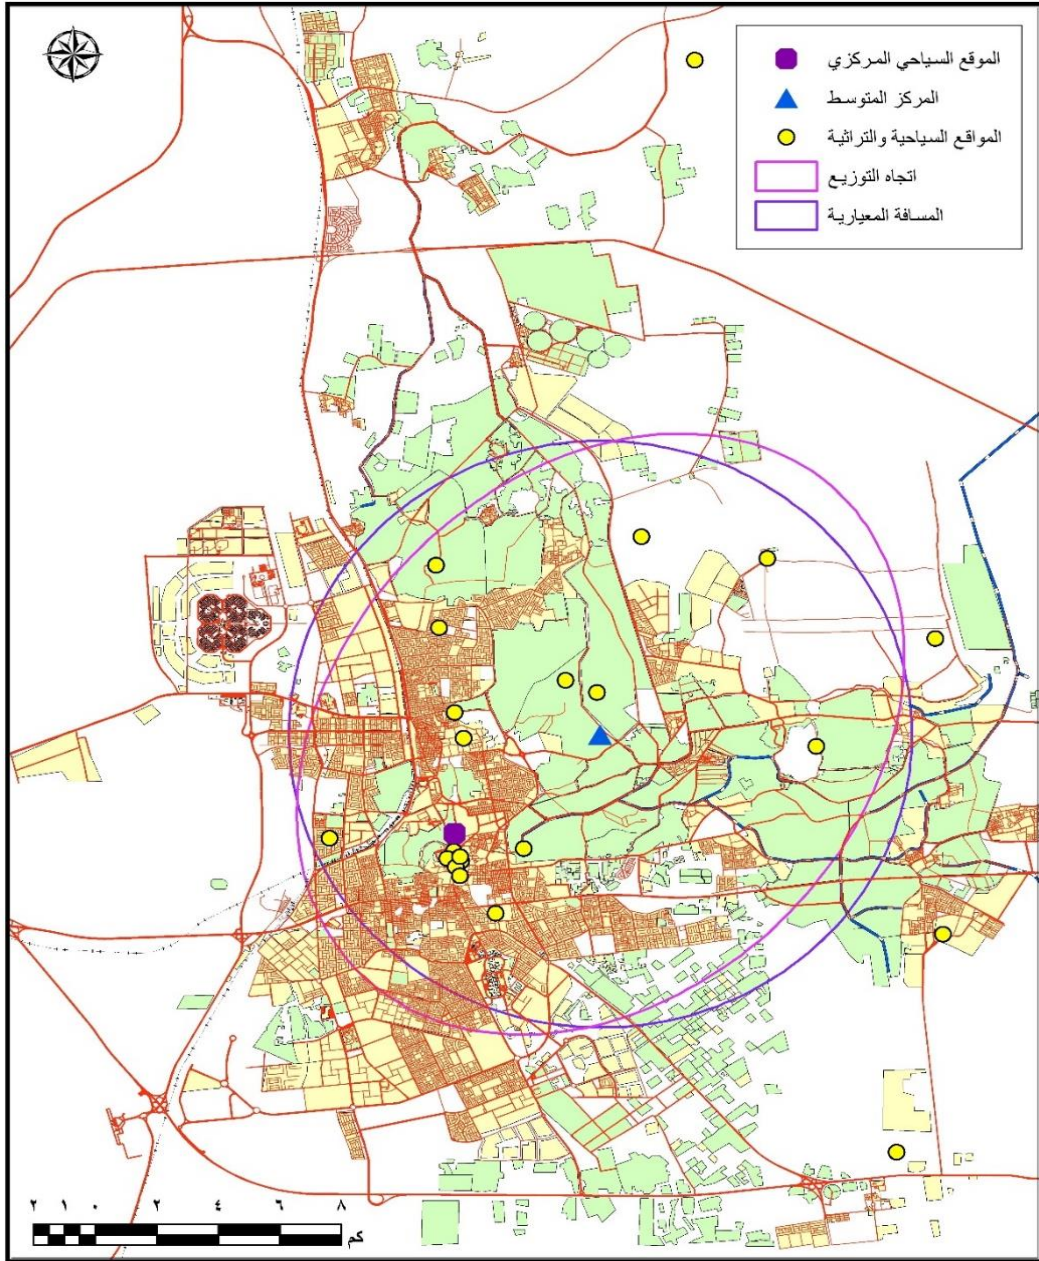 الموقع السياحي المركزي
المركز المتوسط
المواقع السياحية والتراثية
اتجاه التوزيع
المسافة المعيارية
٢ ١ ٠ ٢ ٤ ٦ ٨
كم